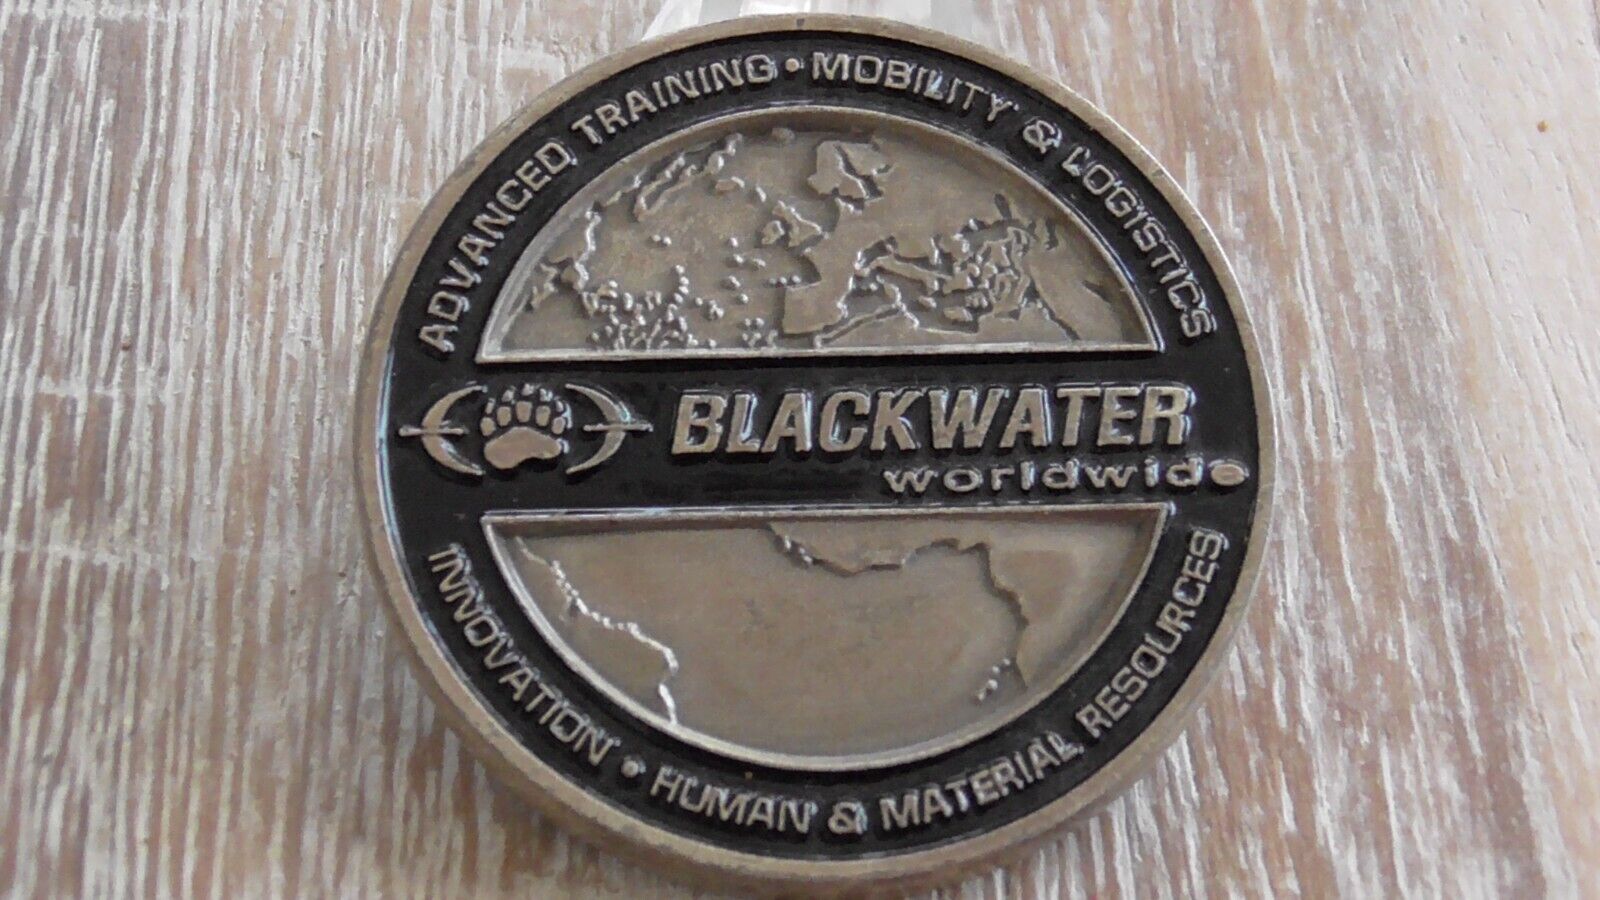 ADVANCED TRAINING • MOBILITY & LOGISTICS
BLACKWATER
worldwide
INNOVATION • HUMAN & MATERIAL RESOURCES